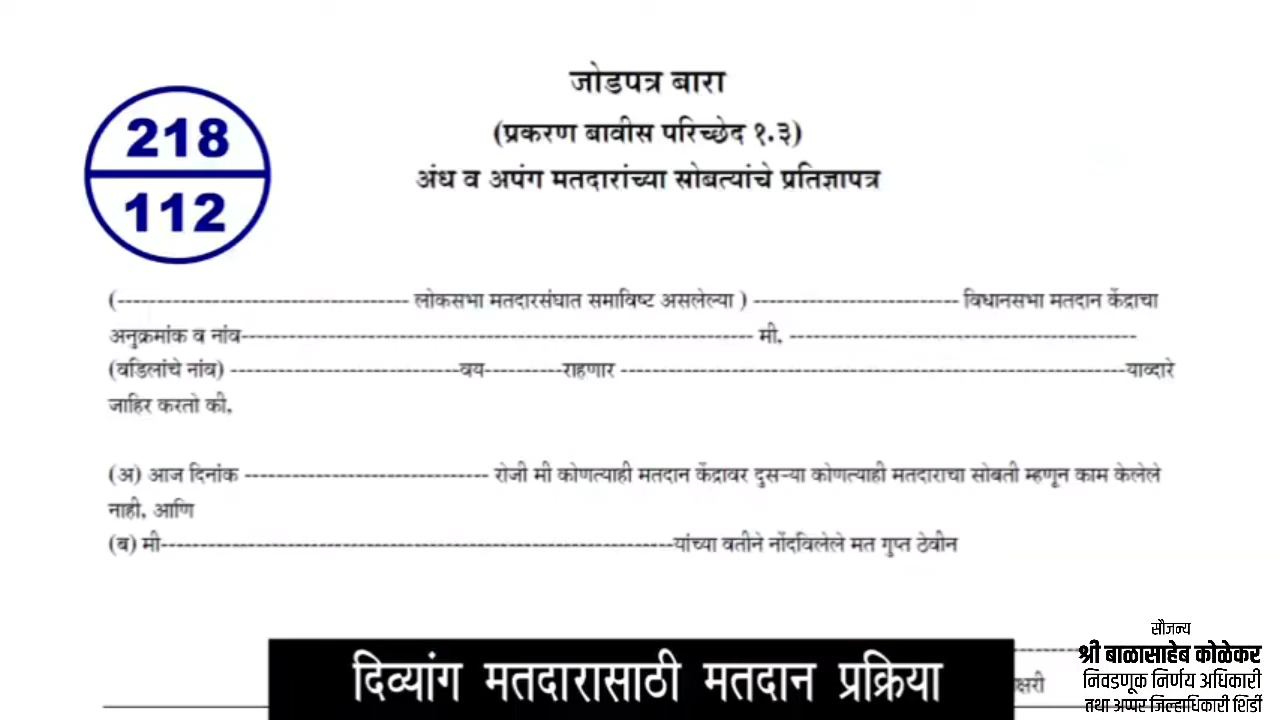 218
112
जोडपत्र बारा
(प्रकरण बावीस परिच्छेद १.३)
अंध व अपंग मतदारांच्या सोबत्यांचे प्रतिज्ञापत्र
(------------------------------------- लोकसभा मतदारसंघात समाविष्ट असलेल्या ) -------------------------- विधानसभा मतदान केंद्राचा
अनुक्रमांक व नांव----------------------------------------------------------------- मी, --------------------------------------------
(वडिलांचे नांव) -----------------------------वय----------राहणार ----------------------------------------------------------------याव्दारे
जाहिर करतो की,
(अ) आज दिनांक ------------------------------- रोजी मी कोणत्याही मतदान केंद्रावर दुसऱ्या कोणत्याही मतदाराचा सोबती म्हणून काम केलेले
नाही, आणि
(ब) मी-----------------------------------------------------------------यांच्या वतीने नोंदविलेले मत गुप्त ठेवीन
दिव्यांग मतदारासाठी मतदान प्रक्रिया
क्षरी
सौजन्य
श्री बाळासाहेब कोळेकर
निवडणूक निर्णय अधिकारी
तथा अप्पर जिल्हाधिकारी शिर्डी